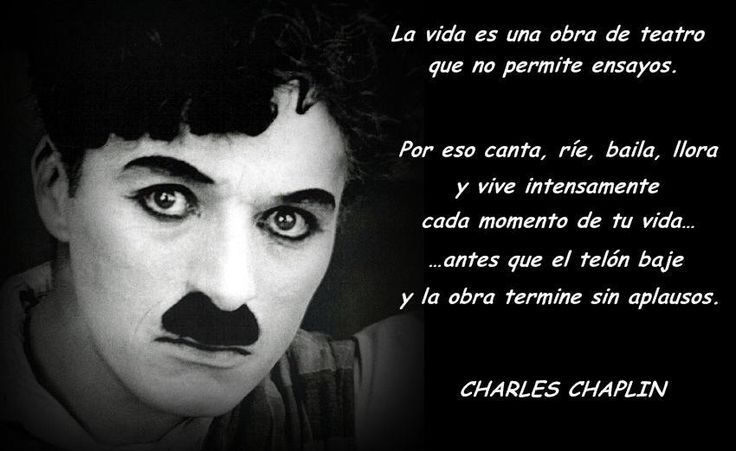 La vida es una obra de teatro
que no permite ensayos.
Por eso canta, ríe, baila, llora
y vive intensamente
cada momento de tu vida...
...antes que el telón baje
y la obra termine sin aplausos.
CHARLES CHAPLIN